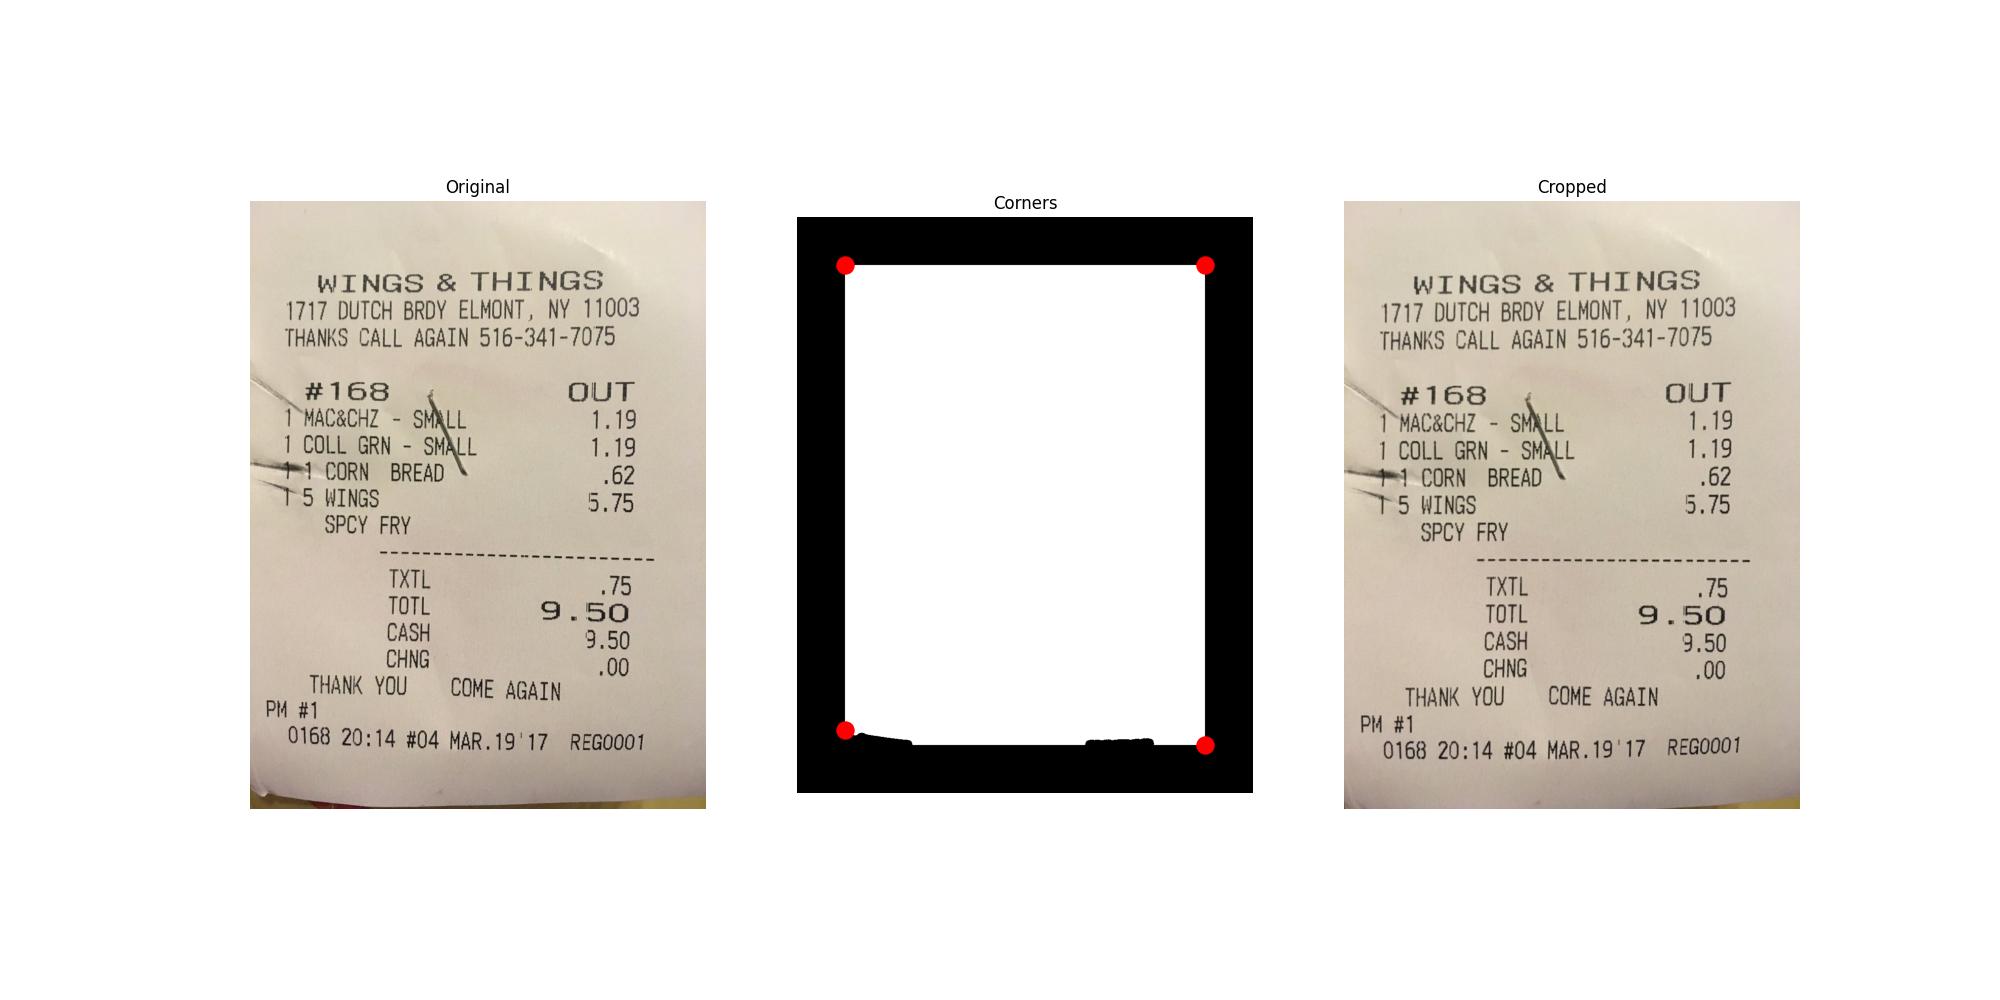 Original
WINGS & THINGS
1717 DUTCH BRDY ELMONT, NY 11003
THANKS CALL AGAIN 516-341-7075
#168 OUT
1 MAC&CHZ - SMALL 1.19
1 COLL GRN - SMALL 1.19
1 1 CORN BREAD .62
1 5 WINGS 5.75
SPCY FRY
--------------------------
TXTL .75
TOTL 9.50
CASH 9.50
CHNG .00
THANK YOU COME AGAIN
PM #1
0168 20:14 #04 MAR.19'17 REG0001
Corners
Cropped
WINGS & THINGS
1717 DUTCH BRDY ELMONT, NY 11003
THANKS CALL AGAIN 516-341-7075
#168 OUT
1 MAC&CHZ - SMALL 1.19
1 COLL GRN - SMALL 1.19
1 1 CORN BREAD .62
1 5 WINGS 5.75
SPCY FRY
--------------------------
TXTL .75
TOTL 9.50
CASH 9.50
CHNG .00
THANK YOU COME AGAIN
PM #1
0168 20:14 #04 MAR.19'17 REG0001